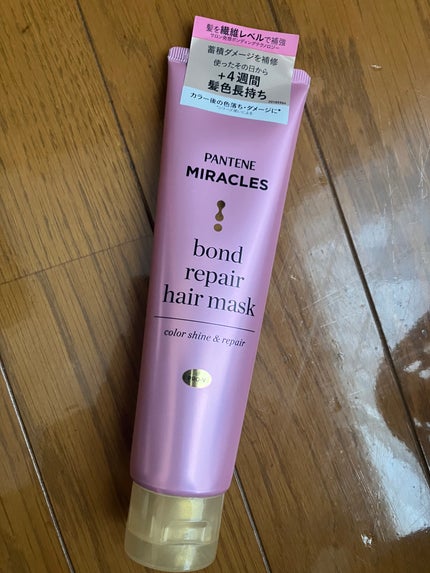 髪を繊維レベルで補強
蓄積ダメージを補修
使ったその日から
+4週間
髪色長持ち
カラー後の色落ち・ダメージに*
PANTENE
MIRACLES
bond
repair
hair mask
color shine & repair
PRO-V